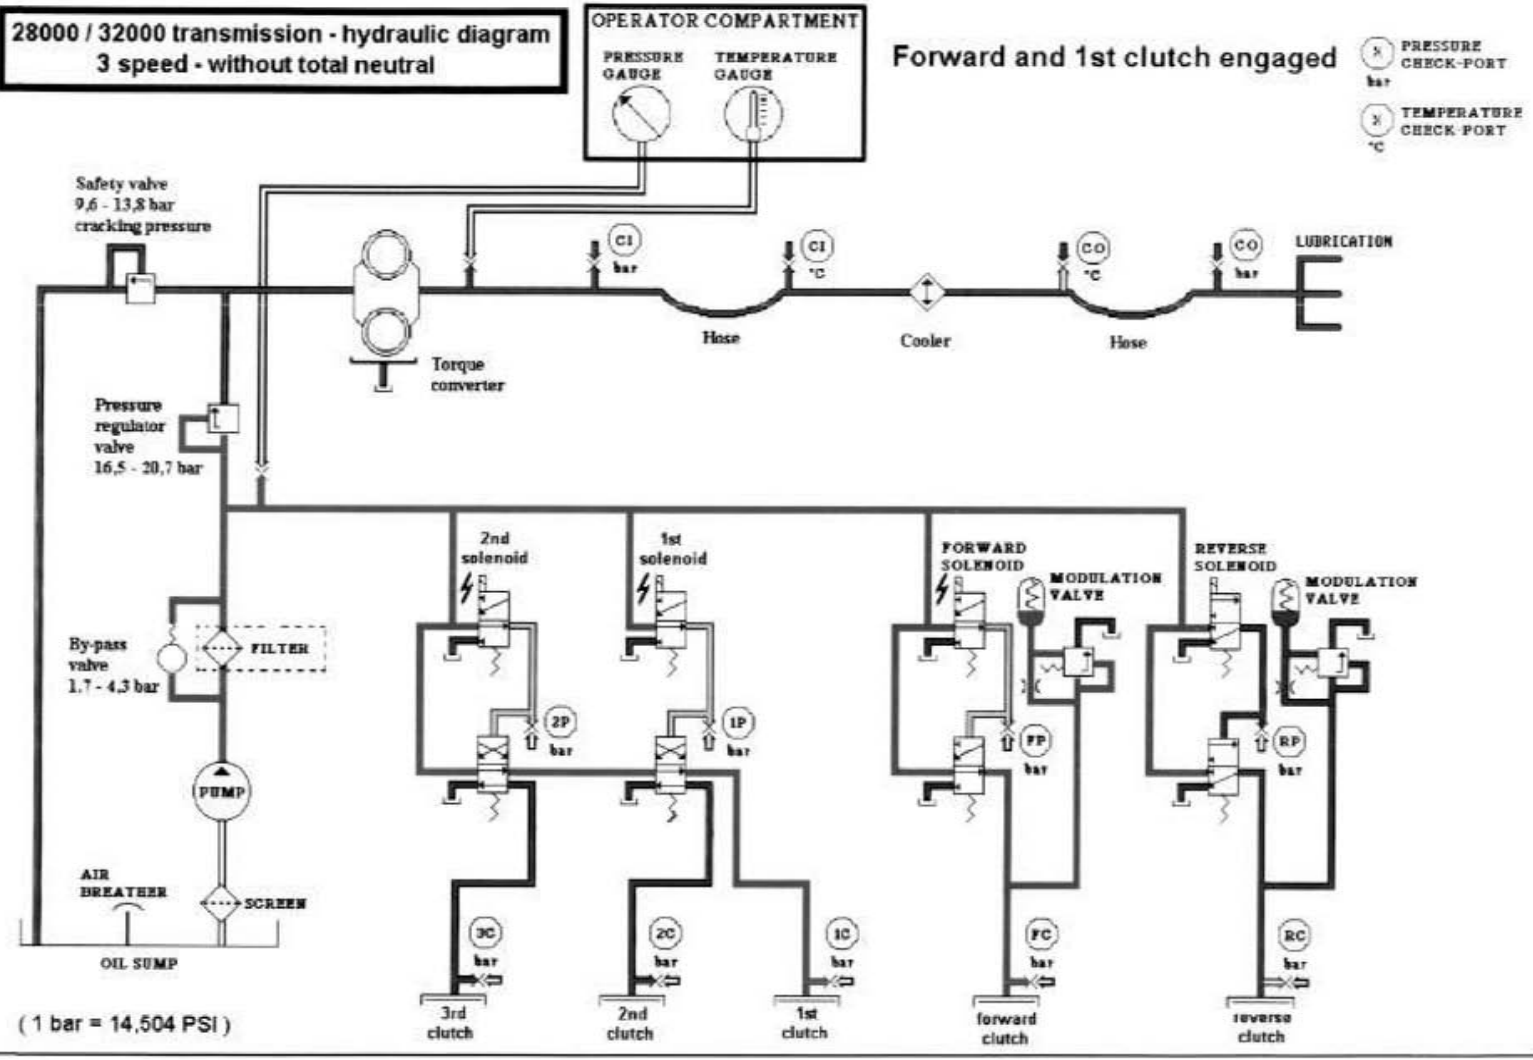 28000 / 32000 transmission - hydraulic diagram
3 speed - without total neutral
OPERATOR COMPARTMENT
PRESSURE
GAUGE
TEMPERATURE
GAUGE
Forward and 1st clutch engaged
X
PRESSURE
CHECK-PORT
bar
X
TEMPERATURE
CHECK-PORT
°C
Safety valve
9,6 - 13,8 bar
cracking pressure
CI
bar
CI
°C
CO
°C
CO
bar
LUBRICATION
Hose
Cooler
Hose
Torque
converter
Pressure
regulator
valve
16,5 - 20,7 bar
2nd
solenoid
1st
solenoid
FORWARD
SOLENOID
MODULATION
VALVE
REVERSE
SOLENOID
MODULATION
VALVE
By-pass
valve
1,7 - 4,3 bar
FILTER
2P
bar
1P
bar
FP
bar
RP
bar
PUMP
AIR
BREATHER
SCREEN
OIL SUMP
3C
bar
2C
bar
1C
bar
FC
bar
RC
bar
3rd
clutch
2nd
clutch
1st
clutch
forward
clutch
reverse
clutch
( 1 bar = 14,504 PSI )